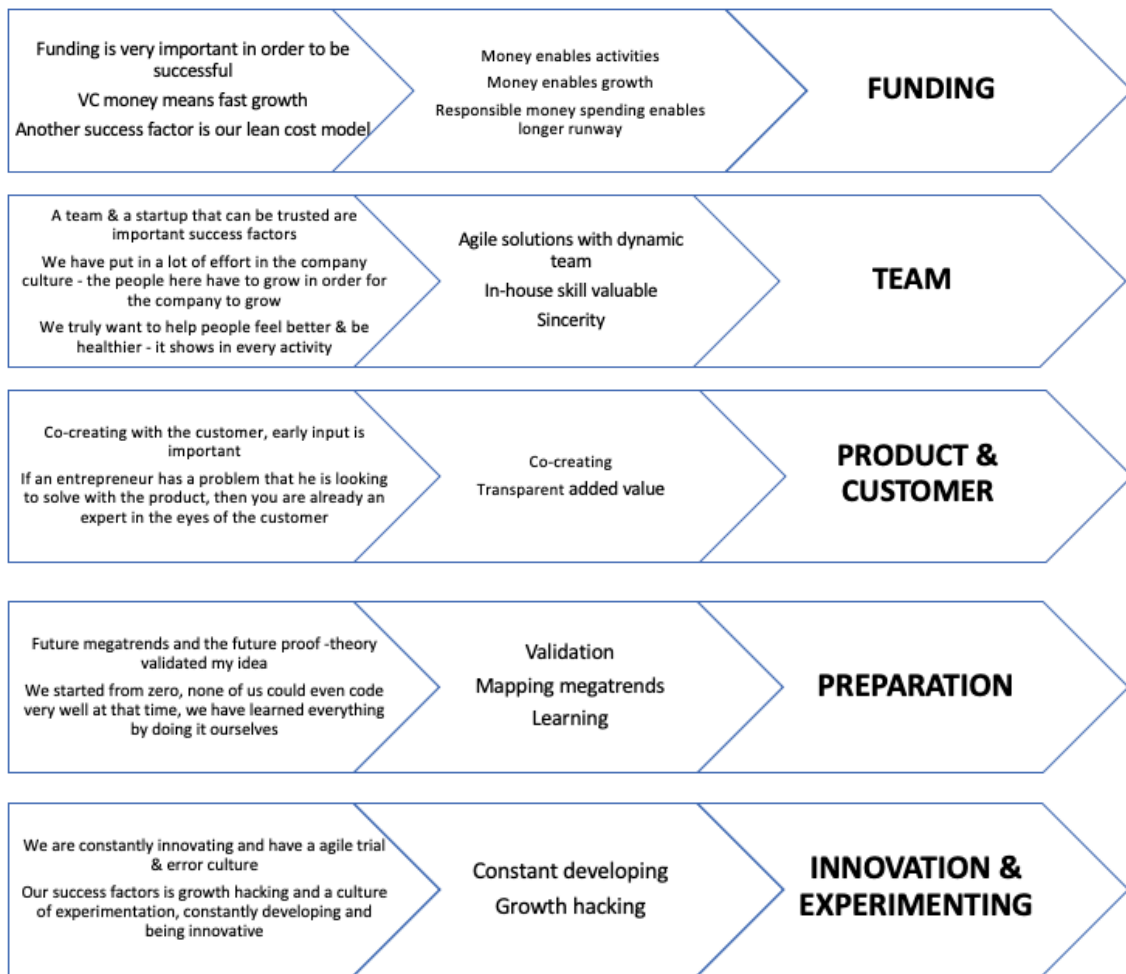 Funding is very important in order to be
successful
VC money means fast growth
Another success factor is our lean cost model
Money enables activities
Money enables growth
Responsible money spending enables
longer runway
FUNDING
A team & a startup that can be trusted are
important success factors
We have put in a lot of effort in the company
culture - the people here have to grow in order for
the company to grow
We truly want to help people feel better & be
healthier - it shows in every activity
Agile solutions with dynamic
team
In-house skill valuable
Sincerity
TEAM
Co-creating with the customer, early input is
important
If an entrepreneur has a problem that he is looking
to solve with the product, then you are already an
expert in the eyes of the customer
Co-creating
Transparent added value
PRODUCT &
CUSTOMER
Future megatrends and the future proof -theory
validated my idea
We started from zero, none of us could even code
very well at that time, we have learned everything
by doing it ourselves
Validation
Mapping megatrends
Learning
PREPARATION
We are constantly innovating and have a agile trial
& error culture
Our success factors is growth hacking and a culture
of experimentation, constantly developing and
being innovative
Constant developing
Growth hacking
INNOVATION &
EXPERIMENTING